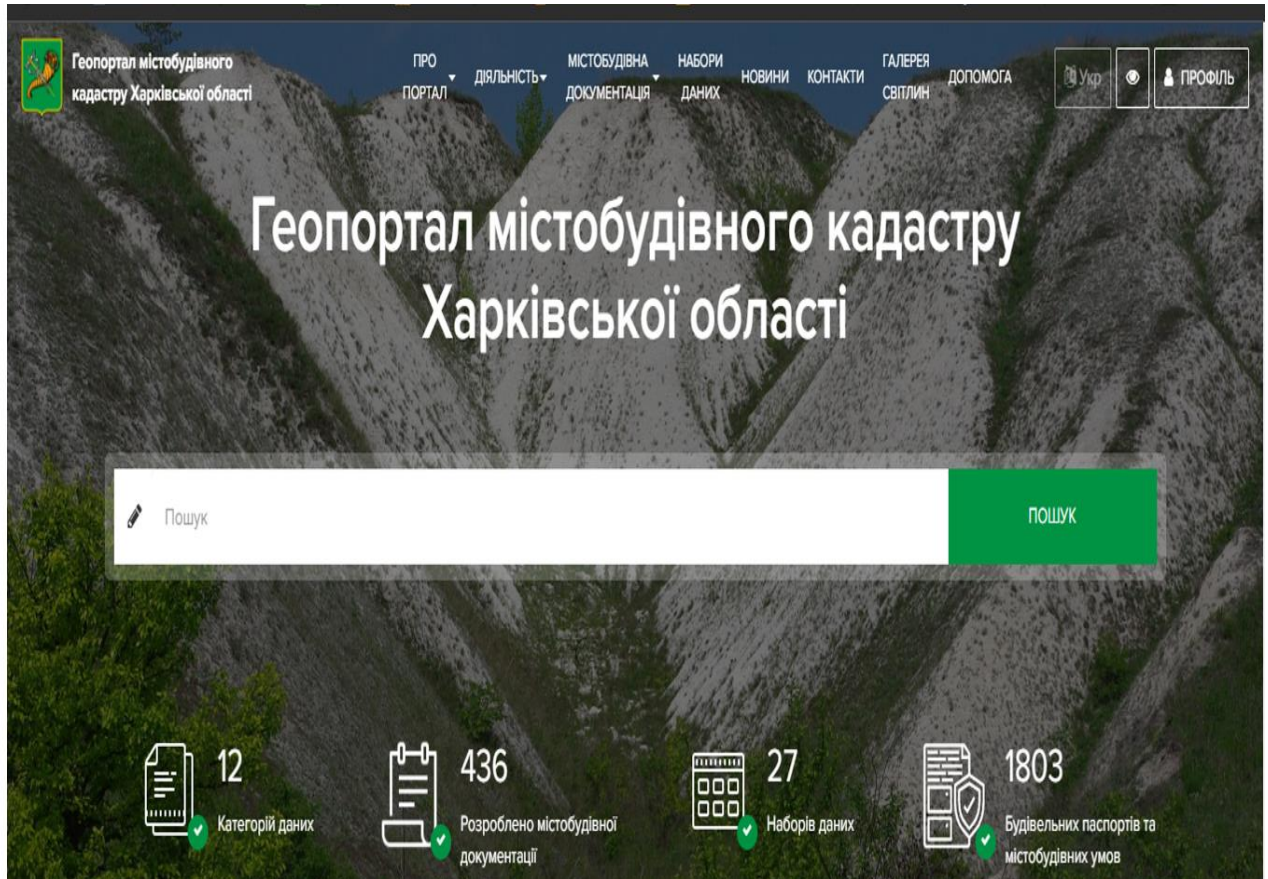 Геопортал містобудівного
кадастру Харківської області
ПРО
ПОРТАЛ
ДІЯЛЬНІСТЬ
МІСТОБУДІВНА
ДОКУМЕНТАЦІЯ
НАБОРИ
ДАНИХ
НОВИНИ
КОНТАКТИ
ГАЛЕРЕЯ
СВІТЛИН
ДОПОМОГА
Укр
ПРОФІЛЬ
Геопортал містобудівного кадастру
Харківської області
Пошук
ПОШУК
12
Категорій даних
436
Розроблено містобудівної
документації
27
Наборів даних
1803
Будівельних паспортів та
містобудівних умов